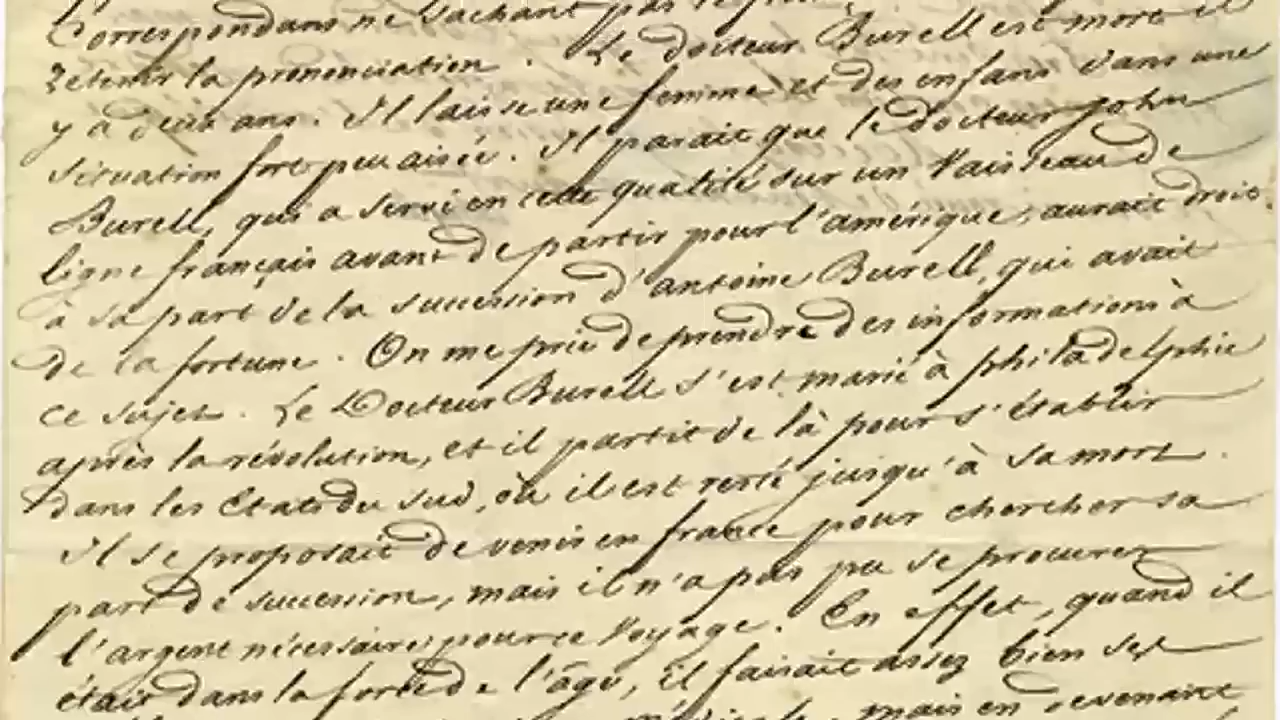 Correspondans ne sachant pas
retenir la prononciation. Le docteur Burell est mort il
y a deux ans. Il laisse une femme et des enfans dans une
situation fort peu aisée. Il parait que le docteur John
Burell, qui a servi en cette qualité sur un Vaisseau de
ligne français avant de partir pour l'amérique, aurait droit
à sa part de la succession d'antoine Burell, qui avait
de la fortune. On me prie de prendre des informations à
ce sujet. Le Docteur Burell s'est marié à philadelphie
après la révolution, et il partit de là pour s'établir
dans les Etats du sud, où il est resté jusqu'à sa mort.
Il se proposait de venir en france pour chercher sa
part de succession, mais il n'a pas pu se procurer
l'argent nécessaire pour ce Voyage. En effet, quand il
était dans la force de l'âge, il faisait assez bien ses
mais en devenant